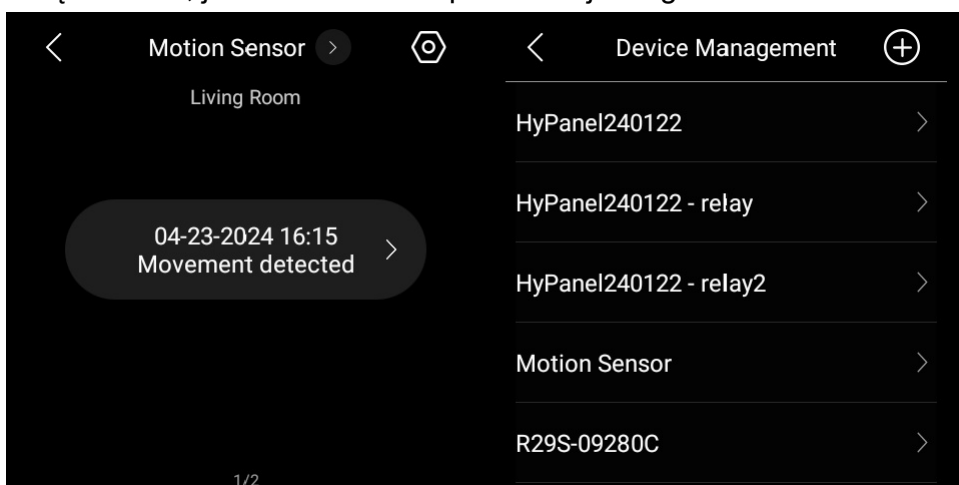 Motion Sensor
Living Room
04-23-2024 16:15
Movement detected
1/2
Device Management
HyPanel240122
HyPanel240122 - relay
HyPanel240122 - relay2
Motion Sensor
R29S-09280C